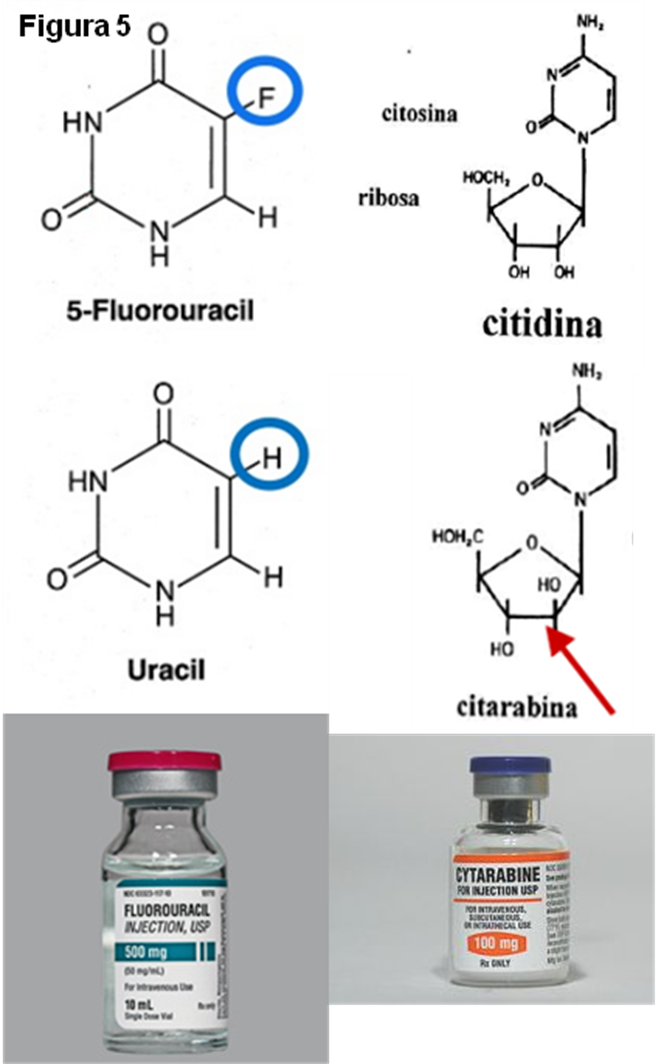 Figura 5
O
F
HN
O
N
H
H
5-Fluorouracil
NH₂
N
O
N
citosina
ribosa
HOCH₂
O
OH OH
citidina
O
H
HN
O
N
H
H
Uracil
NH₂
N
O
N
HOH₂C
O
HO
HO
citarabina
FLUOROURACIL
INJECTION, USP
500 mg
(50 mg/mL)
For Intravenous Use
10 mL
Rx only
Single Dose Vial
CYTARABINE
FOR INJECTION USP
FOR INTRAVENOUS,
SUBCUTANEOUS,
OR INTRATHECAL USE
100 mg
Rx ONLY